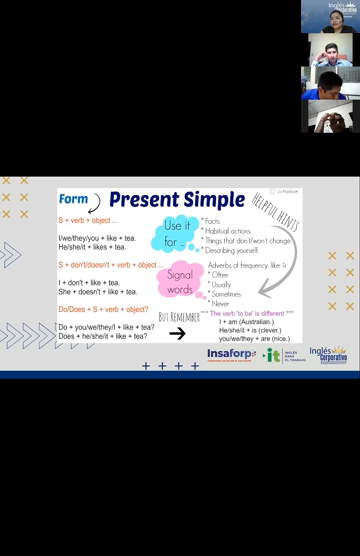 Inglés
Corporativo
Form
Present Simple
HELPFUL HINTS
S + verb + object ...
I/we/they/you + like + tea.
He/she/it + likes + tea.
S + don't/doesn't + verb + object ...
I + don't + like + tea.
She + doesn't + like + tea.
Do/Does + S + verb + object?
Do + you/we/they/I + like + tea?
Does + he/she/it + like + tea?
Use it
for ...
* Facts
* Habitual actions
* Things that don't/won't change
* Describing yourself
Signal
words
Adverbs of frequency, like:
* Often
* Usually
* Sometimes
* Never
BUT REMEMBER
*** The verb 'to be' is different ***
I + am (Australian.)
He/she/it + is (clever.)
you/we/they + are (nice.)
Insaforp
it
INGLÉS
PARA
EL TRABAJO
Inglés
Corporativo